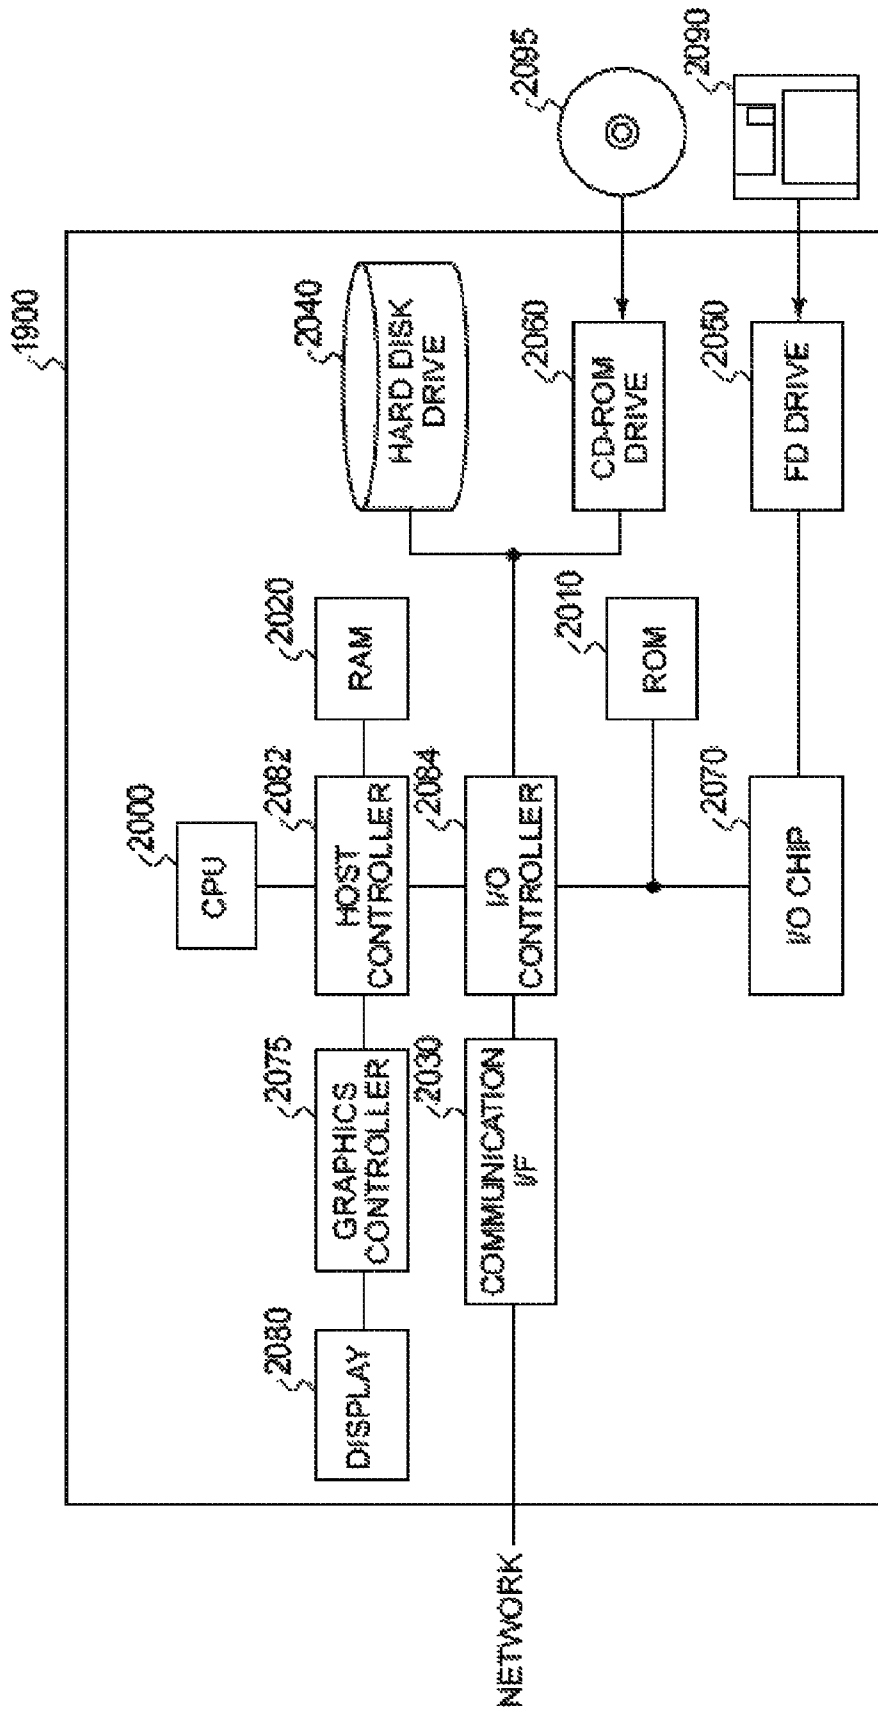 1900
2000
CPU
2080
DISPLAY
2075
GRAPHICS
CONTROLLER
2082
HOST
CONTROLLER
2020
RAM
2040
HARD DISK
DRIVE
NETWORK
2030
COMMUNICATION
I/F
2084
I/O
CONTROLLER
2095
2060
CD-ROM
DRIVE
2010
ROM
2090
2070
I/O CHIP
2050
FD DRIVE